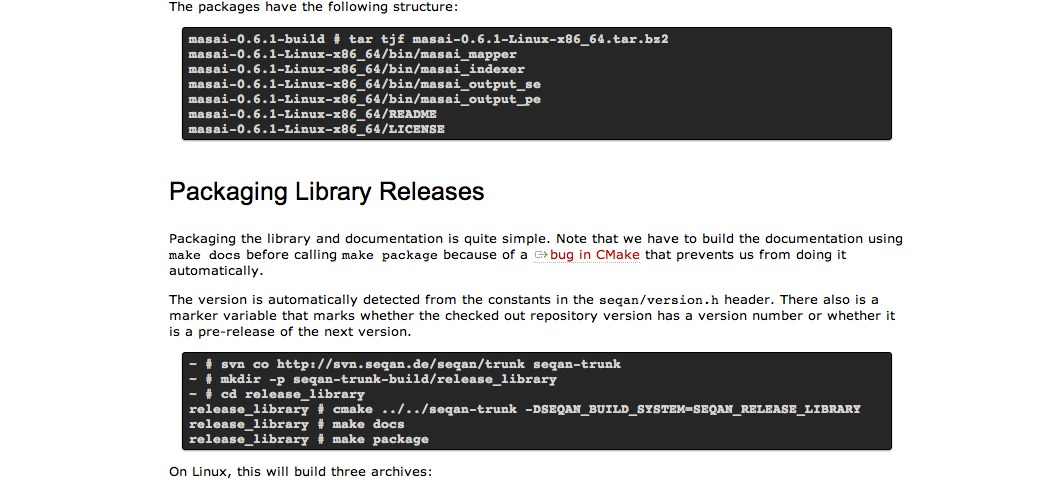 The packages have the following structure:
masai-0.6.1-build # tar tjf masai-0.6.1-Linux-x86_64.tar.bz2
masai-0.6.1-Linux-x86_64/bin/masai_mapper
masai-0.6.1-Linux-x86_64/bin/masai_indexer
masai-0.6.1-Linux-x86_64/bin/masai_output_se
masai-0.6.1-Linux-x86_64/bin/masai_output_pe
masai-0.6.1-Linux-x86_64/README
masai-0.6.1-Linux-x86_64/LICENSE
Packaging Library Releases
Packaging the library and documentation is quite simple. Note that we have to build the documentation using
make docs before calling make package because of a bug in CMake that prevents us from doing it
automatically.
The version is automatically detected from the constants in the seqan/version.h header. There also is a
marker variable that marks whether the checked out repository version has a version number or whether it
is a pre-release of the next version.
~ # svn co http://svn.seqan.de/seqan/trunk seqan-trunk
~ # mkdir -p seqan-trunk-build/release_library
~ # cd release_library
release_library # cmake ../../seqan-trunk -DSEQAN_BUILD_SYSTEM=SEQAN_RELEASE_LIBRARY
release_library # make docs
release_library # make package
On Linux, this will build three archives: